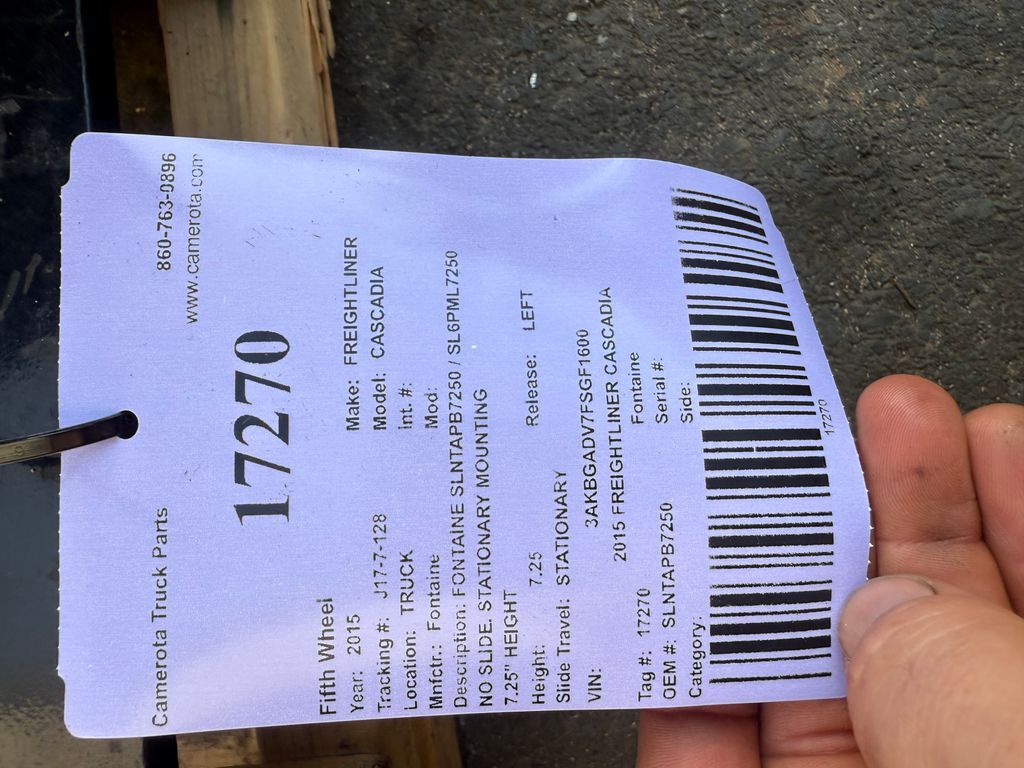 Camerota Truck Parts 860-763-0896
www.camerota.com
17270
Fifth Wheel
Year: 2015 Make: FREIGHTLINER
Tracking #: J17-7-128 Model: CASCADIA
Location: TRUCK Int. #:
Mnfctr.: Fontaine Mod:
Description: FONTAINE SLNTAPB7250 / SL6PML7250
NO SLIDE. STATIONARY MOUNTING
7.25" HEIGHT
Height: 7.25 Release: LEFT
Slide Travel: STATIONARY
VIN: 3AKBGADV7FSGF1600
2015 FREIGHTLINER CASCADIA
Tag #: 17270 Fontaine
OEM #: SLNTAPB7250 Serial #:
Category: Side:
17270